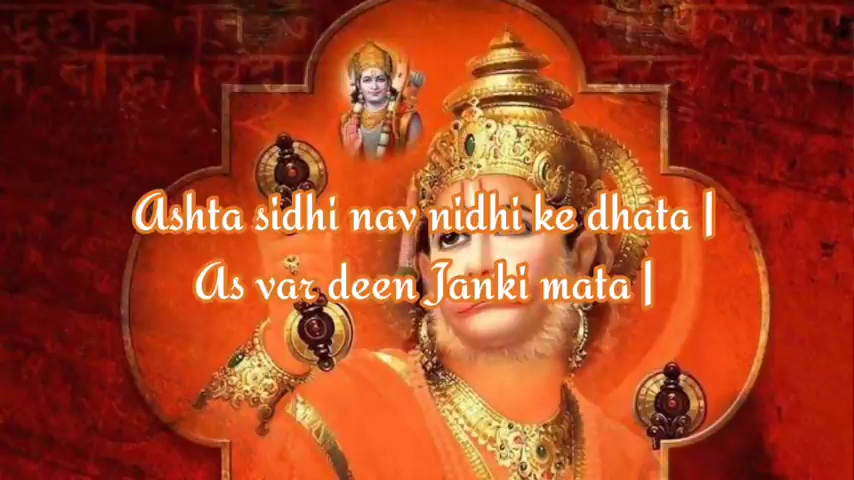 Ashta sidhi nav nidhi ke dhata |
As var deen Janki mata |